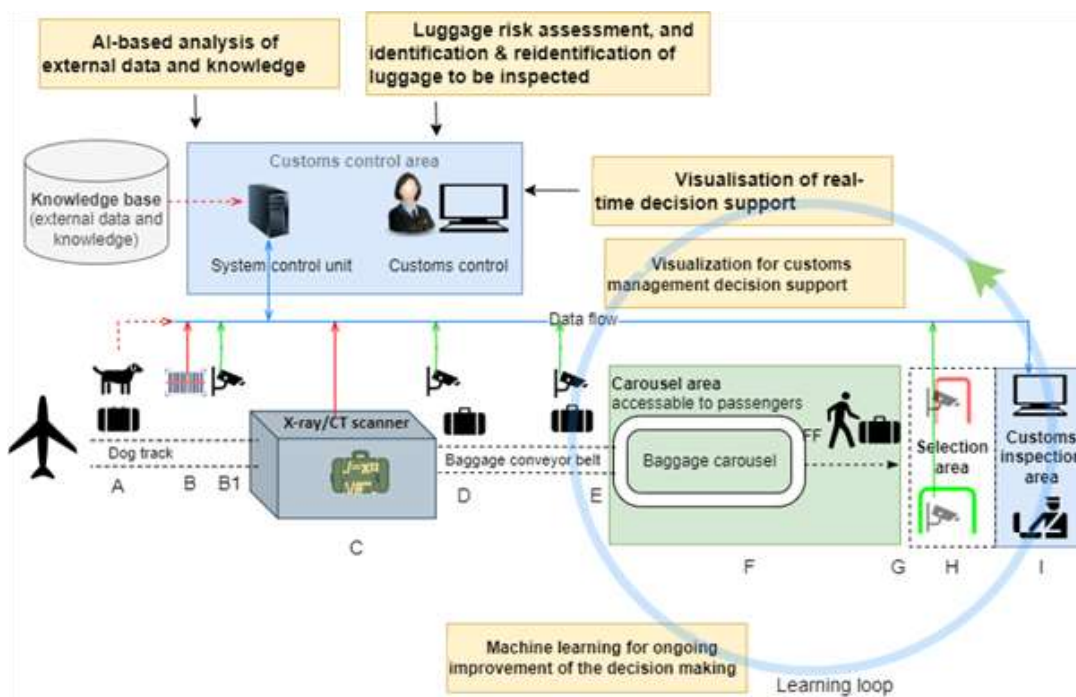 AI-based analysis of
external data and knowledge
Luggage risk assessment, and
identification & reidentification of
luggage to be inspected
Customs control area
Knowledge base
(external data and
knowledge)
System control unit
Customs control
Visualisation of real-
time decision support
Visualization for customs
management decision support
Data flow
Carousel area
accessable to passengers
X-ray/CT scanner
Dog track
Baggage conveyor belt
Baggage carousel
FF
Selection
area
Customs
inspection
area
A
B
B1
C
D
E
F
G
H
I
Machine learning for ongoing
improvement of the decision making
Learning loop